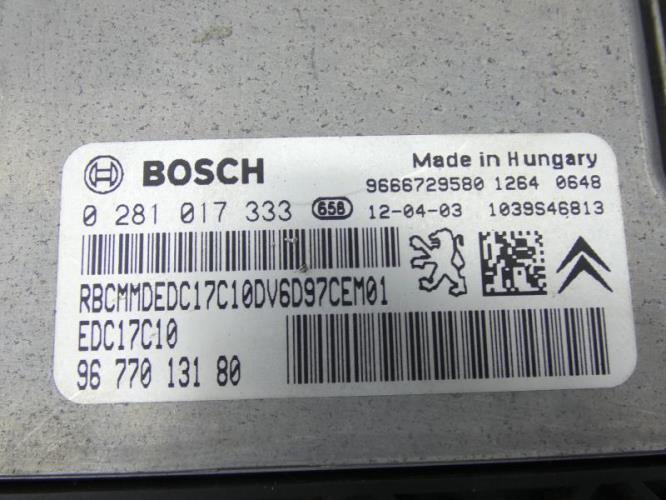 BOSCH
Made in Hungary
9666729580 1264 0648
0 281 017 333 658 12-04-03 1039S46813
RBCMMDEDC17C10DV6D97CEM01
EDC17C10
96 770 131 80